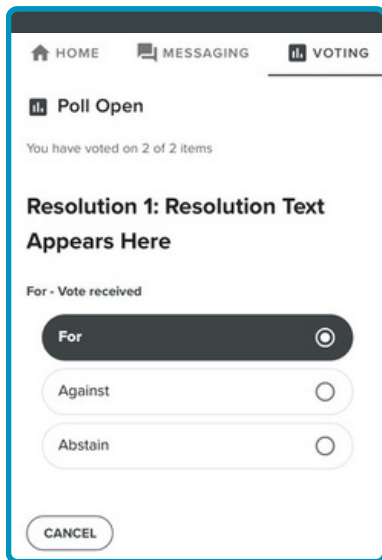 HOME MESSAGING VOTING
Poll Open
You have voted on 2 of 2 items
Resolution 1: Resolution Text
Appears Here
For - Vote received
For
Against
Abstain
CANCEL